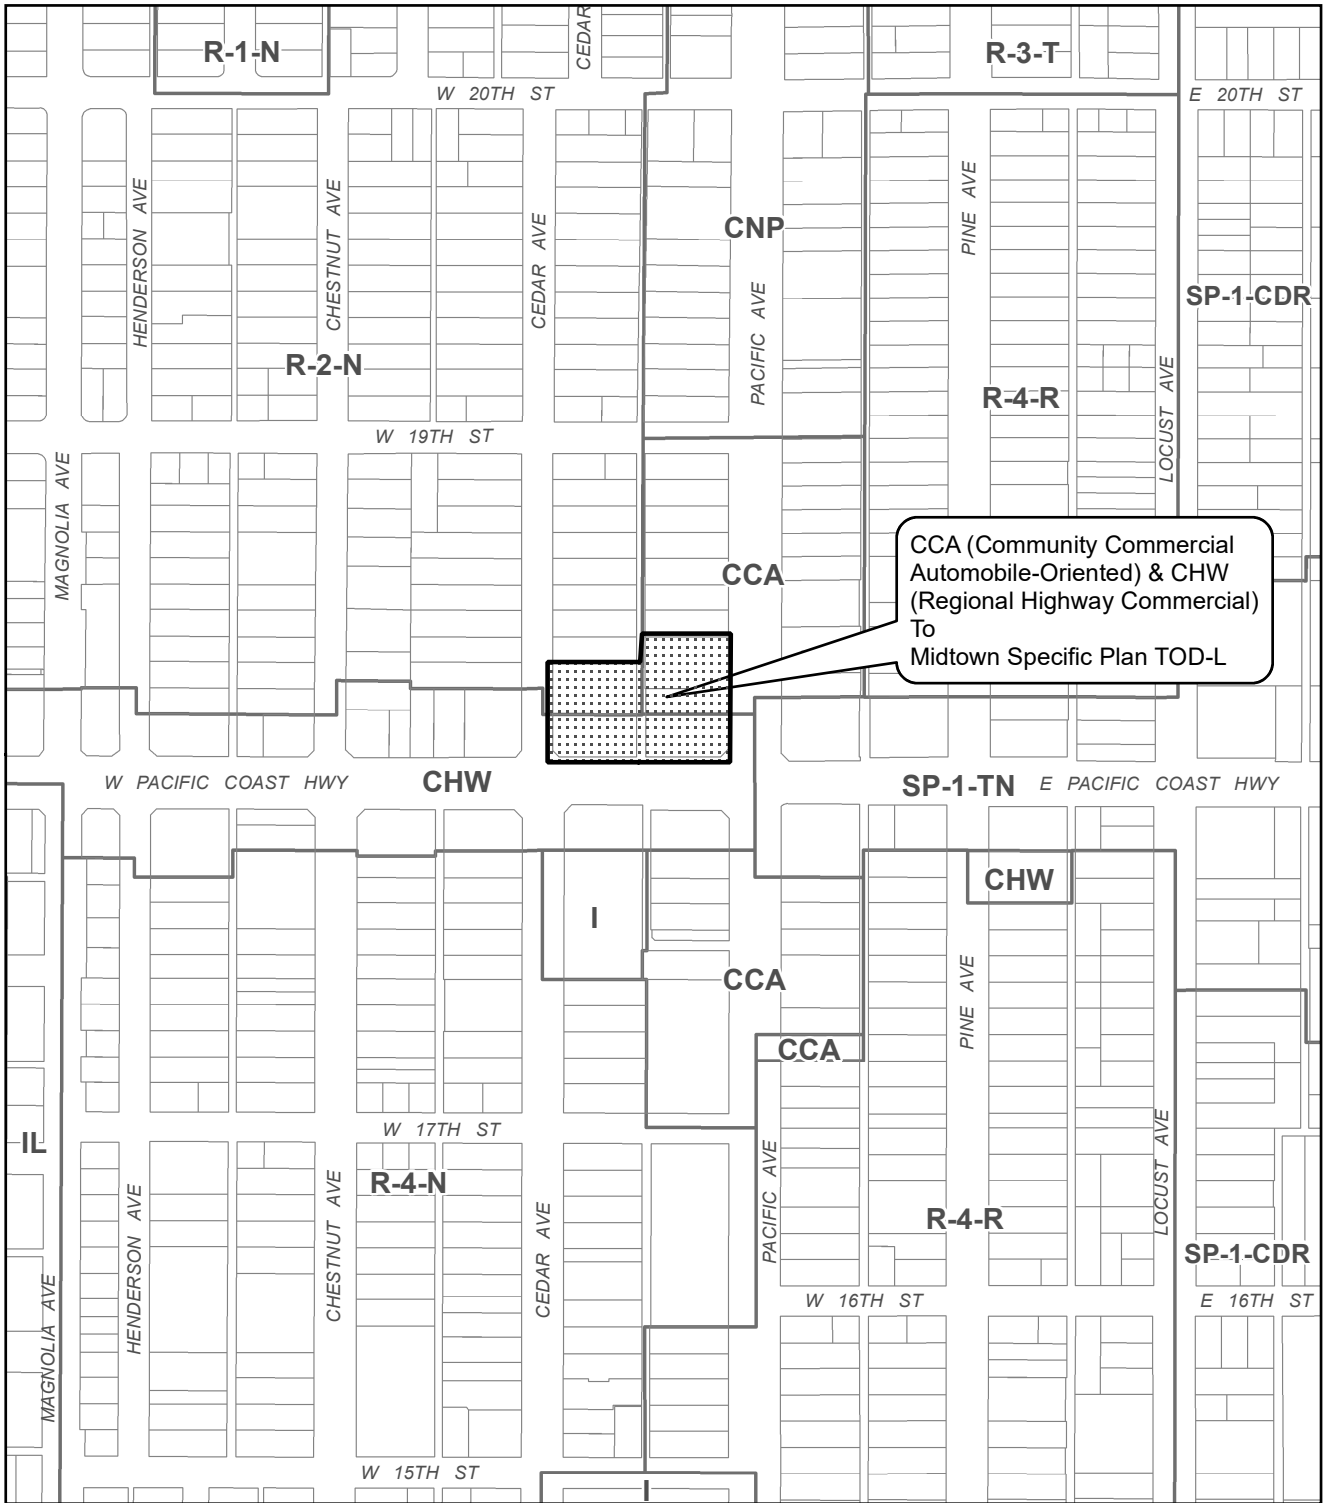 CEDAR
R-1-N
R-3-T
W 20TH ST
E 20TH ST
HENDERSON AVE
CHESTNUT AVE
CEDAR AVE
PACIFIC AVE
PINE AVE
LOCUST AVE
CNP
SP-1-CDR
R-2-N
R-4-R
W 19TH ST
MAGNOLIA AVE
CCA
CCA (Community Commercial
Automobile-Oriented) & CHW
(Regional Highway Commercial)
To
Midtown Specific Plan TOD-L
W PACIFIC COAST HWY
CHW
SP-1-TN
E PACIFIC COAST HWY
CHW
I
CCA
PINE AVE
CCA
W 17TH ST
IL
R-4-N
HENDERSON AVE
CHESTNUT AVE
CEDAR AVE
PACIFIC AVE
LOCUST AVE
R-4-R
SP-1-CDR
W 16TH ST
E 16TH ST
MAGNOLIA AVE
W 15TH ST
I